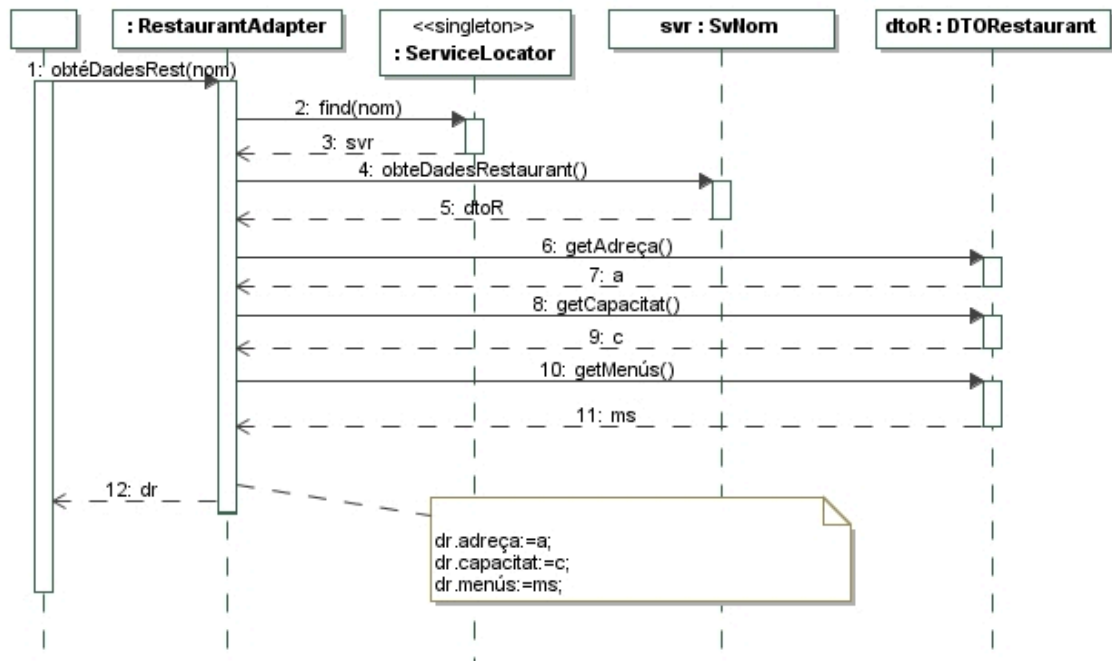 : RestaurantAdapter
<<singleton>>
: ServiceLocator
svr : SvNom
dtoR : DTORestaurant
1: obtéDadesRest(nom)
2: find(nom)
3: svr
4: obteDadesRestaurant()
5: dtoR
6: getAdreça()
7: a
8: getCapacitat()
9: c
10: getMenús()
11: ms
12: dr
dr.adreça:=a;
dr.capacitat:=c;
dr.menús:=ms;